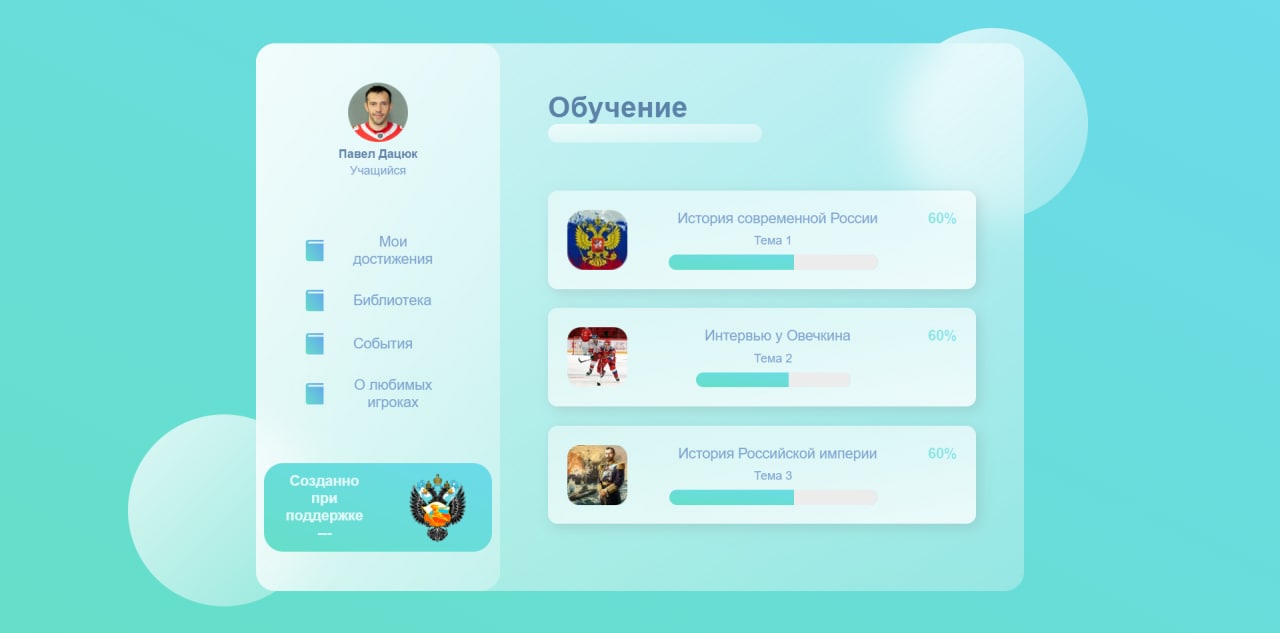 Павел Дацюк
Учащийся
Мои
достижения
Библиотека
События
О любимых
игроках
Созданно
при
поддержке
---
Обучение
История современной России
60%
Тема 1
Интервью у Овечкина
60%
Тема 2
История Российской империи
60%
Тема 3